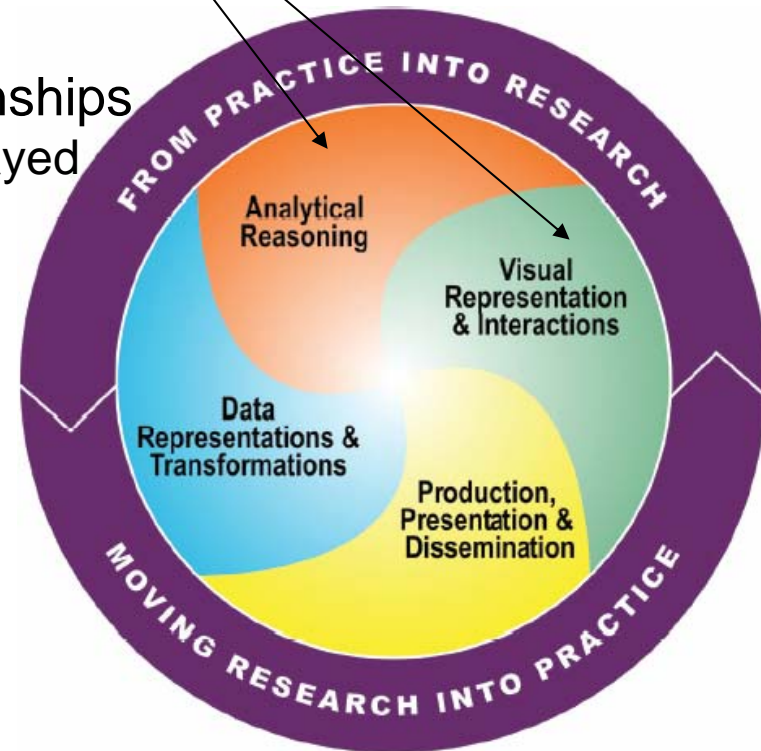 nships
yed
FROM PRACTICE INTO RESEARCH
Analytical
Reasoning
Visual
Representation
& Interactions
Data
Representations &
Transformations
Production,
Presentation &
Dissemination
MOVING RESEARCH INTO PRACTICE